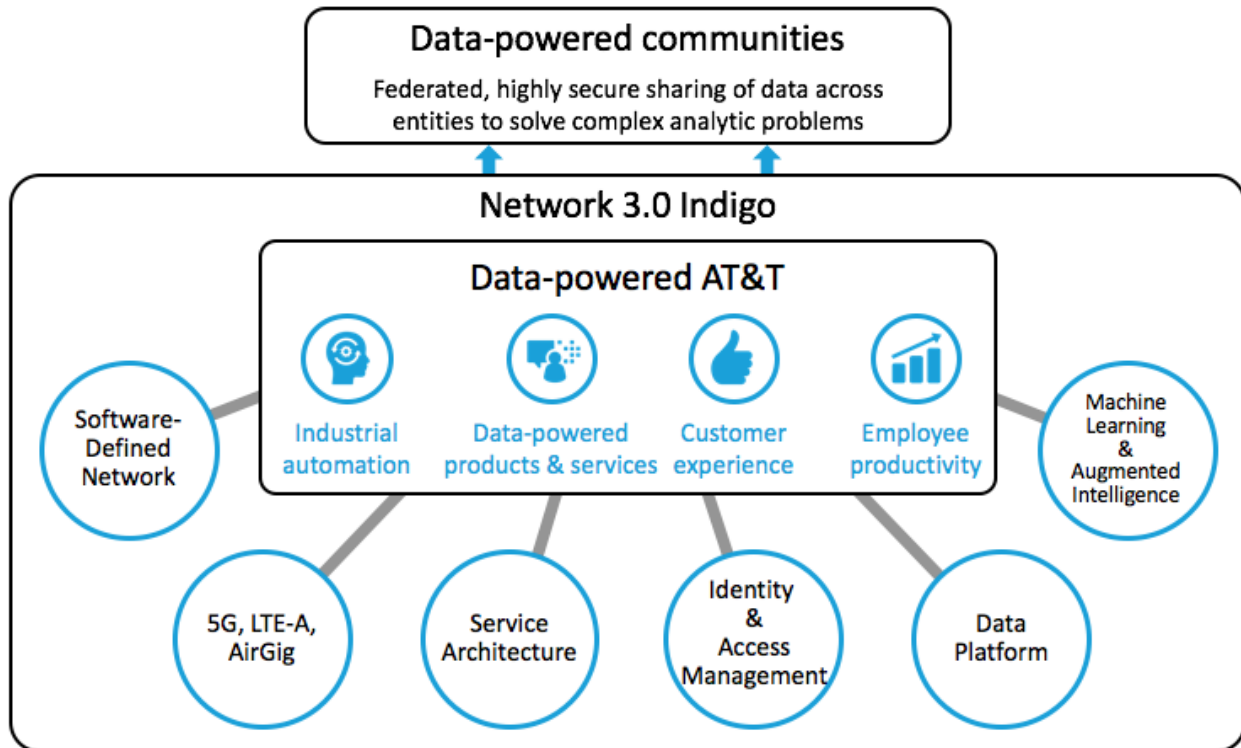 Data-powered communities
Federated, highly secure sharing of data across
entities to solve complex analytic problems
Network 3.0 Indigo
Data-powered AT&T
Industrial
automation
Data-powered
products & services
Customer
experience
Employee
productivity
Software-
Defined
Network
5G, LTE-A,
AirGig
Service
Architecture
Identity
&
Access
Management
Data
Platform
Machine
Learning
&
Augmented
Intelligence